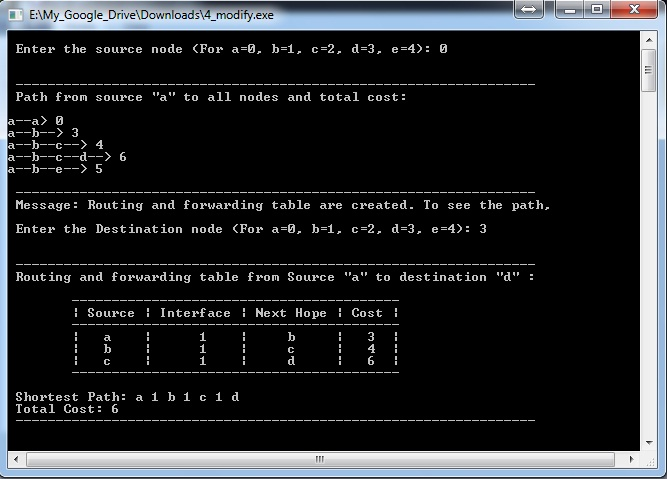 E:\My_Google_Drive\Downloads\4_modify.exe
Enter the source node (For a=0, b=1, c=2, d=3, e=4): 0
Path from source "a" to all nodes and total cost:
a--a> 0
a--b--> 3
a--b--c--> 4
a--b--c--d--> 6
a--b--e--> 5
Message: Routing and forwarding table are created. To see the path,
Enter the Destination node (For a=0, b=1, c=2, d=3, e=4): 3
Routing and forwarding table from Source "a" to destination "d" :
¦ Source ¦ Interface ¦ Next Hope ¦ Cost ¦
¦ a ¦ 1 ¦ b ¦ 3 ¦
¦ b ¦ 1 ¦ c ¦ 4 ¦
¦ c ¦ 1 ¦ d ¦ 6 ¦
Shortest Path: a 1 b 1 c 1 d
Total Cost: 6